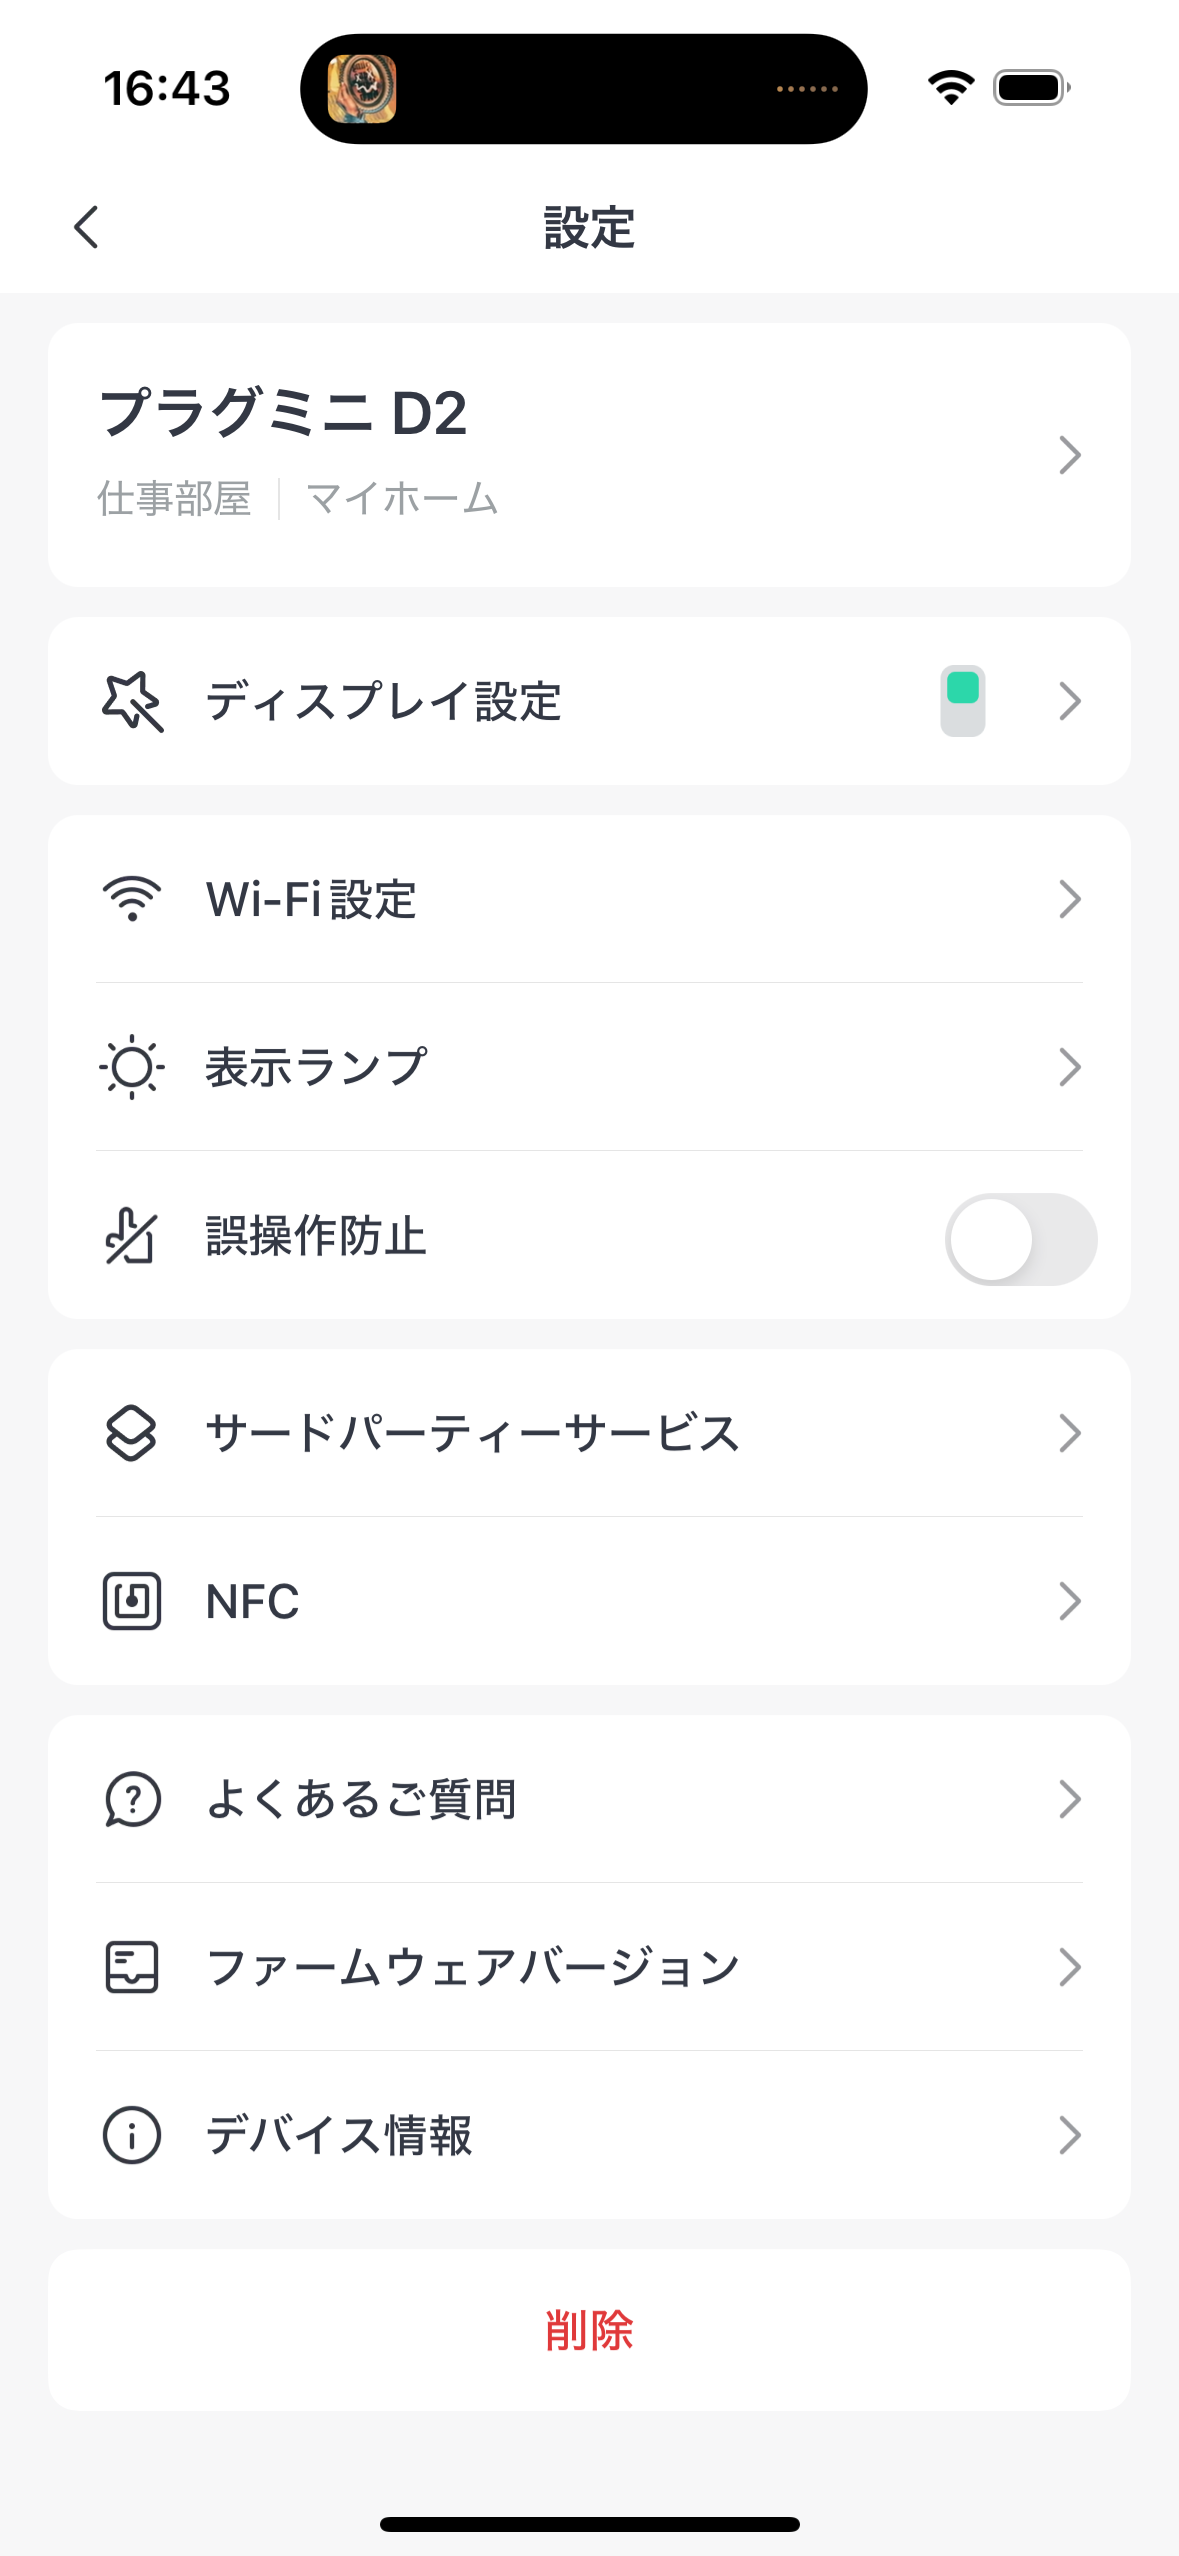 16:43
設定
プラグミニ D2
仕事部屋 | マイホーム
ディスプレイ設定
Wi-Fi設定
表示ランプ
誤操作防止
サードパーティーサービス
NFC
よくあるご質問
ファームウェアバージョン
デバイス情報
削除